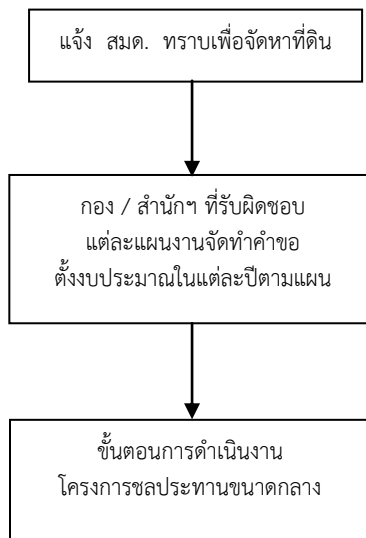 แจ้ง สมด. ทราบเพื่อจัดหาที่ดิน
กอง / สำนักฯ ที่รับผิดชอบ
แต่ละแผนงานจัดทำคำขอ
ตั้งงบประมาณในแต่ละปีตามแผน
ขั้นตอนการดำเนินงาน
โครงการชลประทานขนาดกลาง